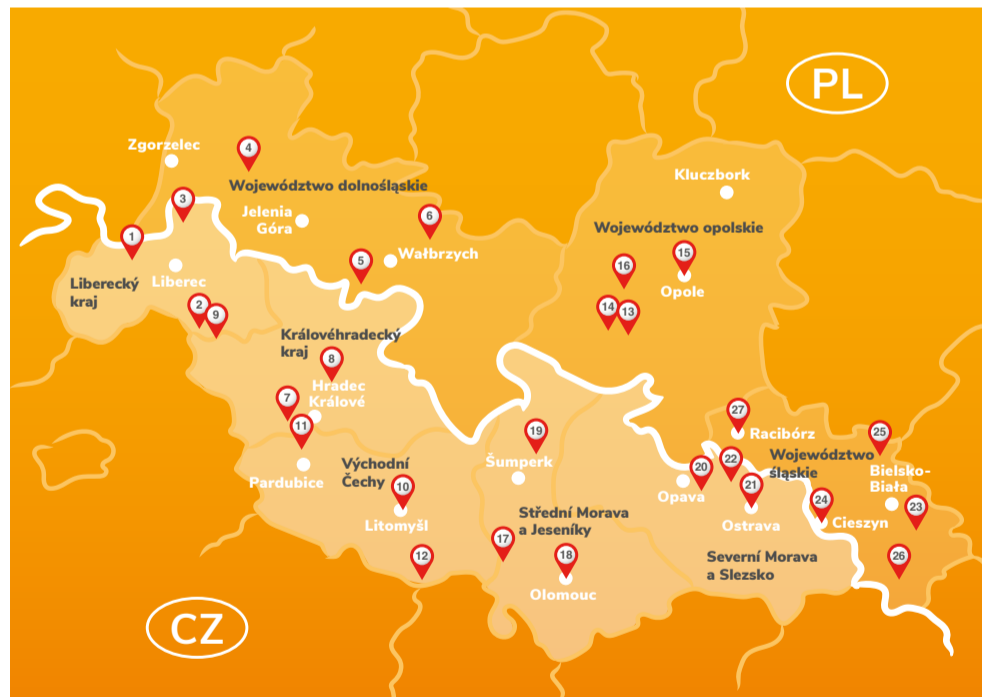 PL
Zgorzelec
4
Kluczbork
Województwo dolnośląskie
3
Jelenia
Góra
6
Województwo opolskie
1
Wałbrzych
15
5
16
Liberecký
kraj
Liberec
Opole
2
9
14
13
Královéhradecký
kraj
8
Hradec
Králové
7
11
27
Racibórz
19
25
Województwo
śląskie
Východní
Čechy
Šumperk
22
20
Bielsko-
Biała
Pardubice
10
Opava
21
24
23
Litomyšl
Střední Morava
a Jeseníky
Ostrava
Cieszyn
17
12
18
Severní Morava
a Slezsko
26
Olomouc
CZ